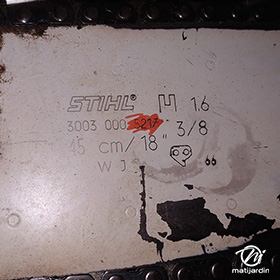 STIHL® 1.6
3003 000 5217 3/8
45 cm/18"
W J
matijardin